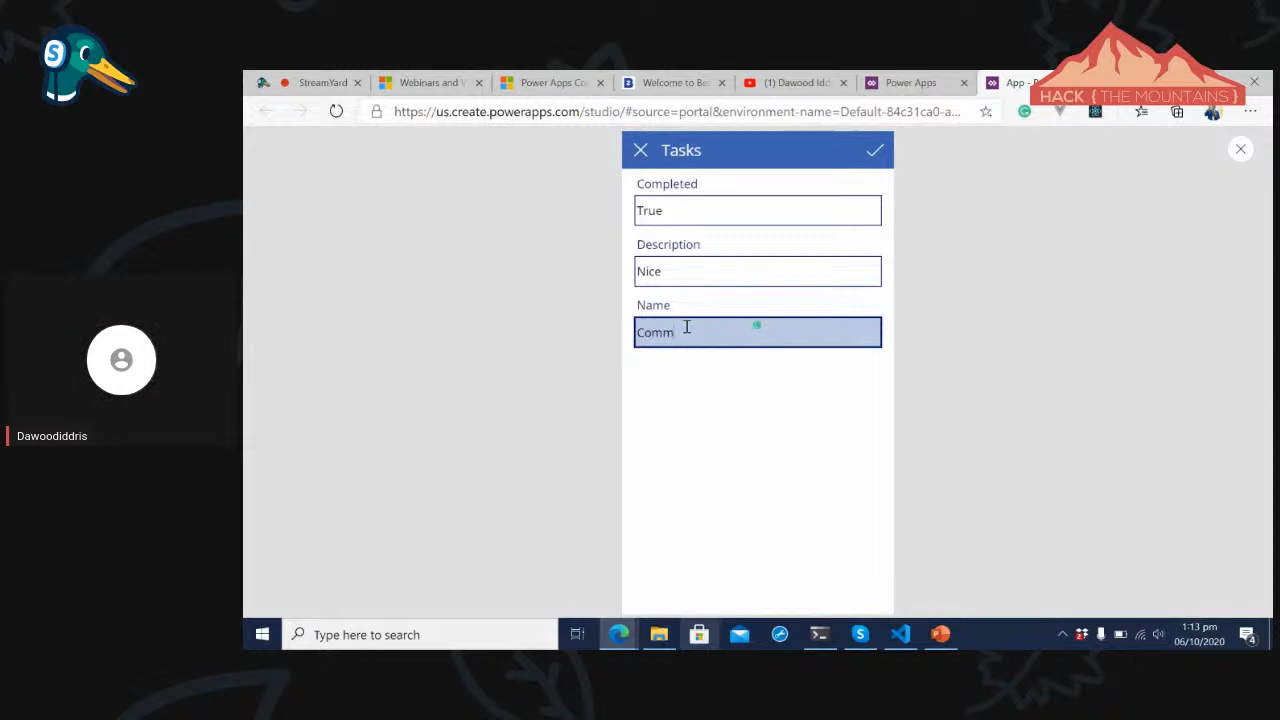 S
HACK { THE MOUNTAINS }
StreamYard
Webinars and V
Power Apps Co
Welcome to Be
(1) Dawood Idd
Power Apps
App - P
https://us.create.powerapps.com/studio/#source=portal&environment-name=Default-84c31ca0-a...
Tasks
Completed
True
Description
Nice
Name
Comm
Dawoodiddris
Type here to search
1:13 pm
06/10/2020
4